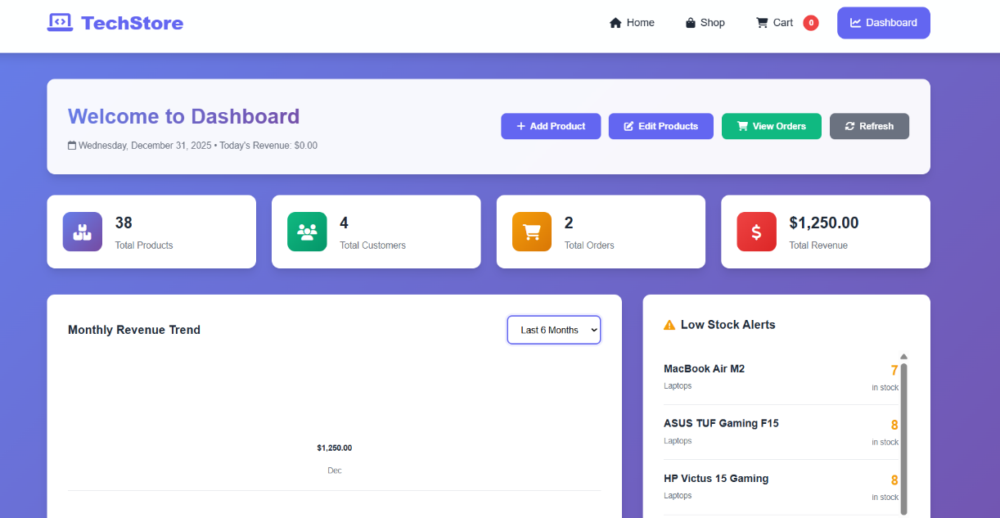 TechStore
Home
Shop
Cart 0
Dashboard
Welcome to Dashboard
Wednesday, December 31, 2025 • Today's Revenue: $0.00
Add Product
Edit Products
View Orders
Refresh
38
Total Products
4
Total Customers
2
Total Orders
$1,250.00
Total Revenue
Monthly Revenue Trend
Last 6 Months
$1,250.00
Dec
Low Stock Alerts
MacBook Air M2
7
Laptops
in stock
ASUS TUF Gaming F15
8
Laptops
in stock
HP Victus 15 Gaming
8
Laptops
in stock